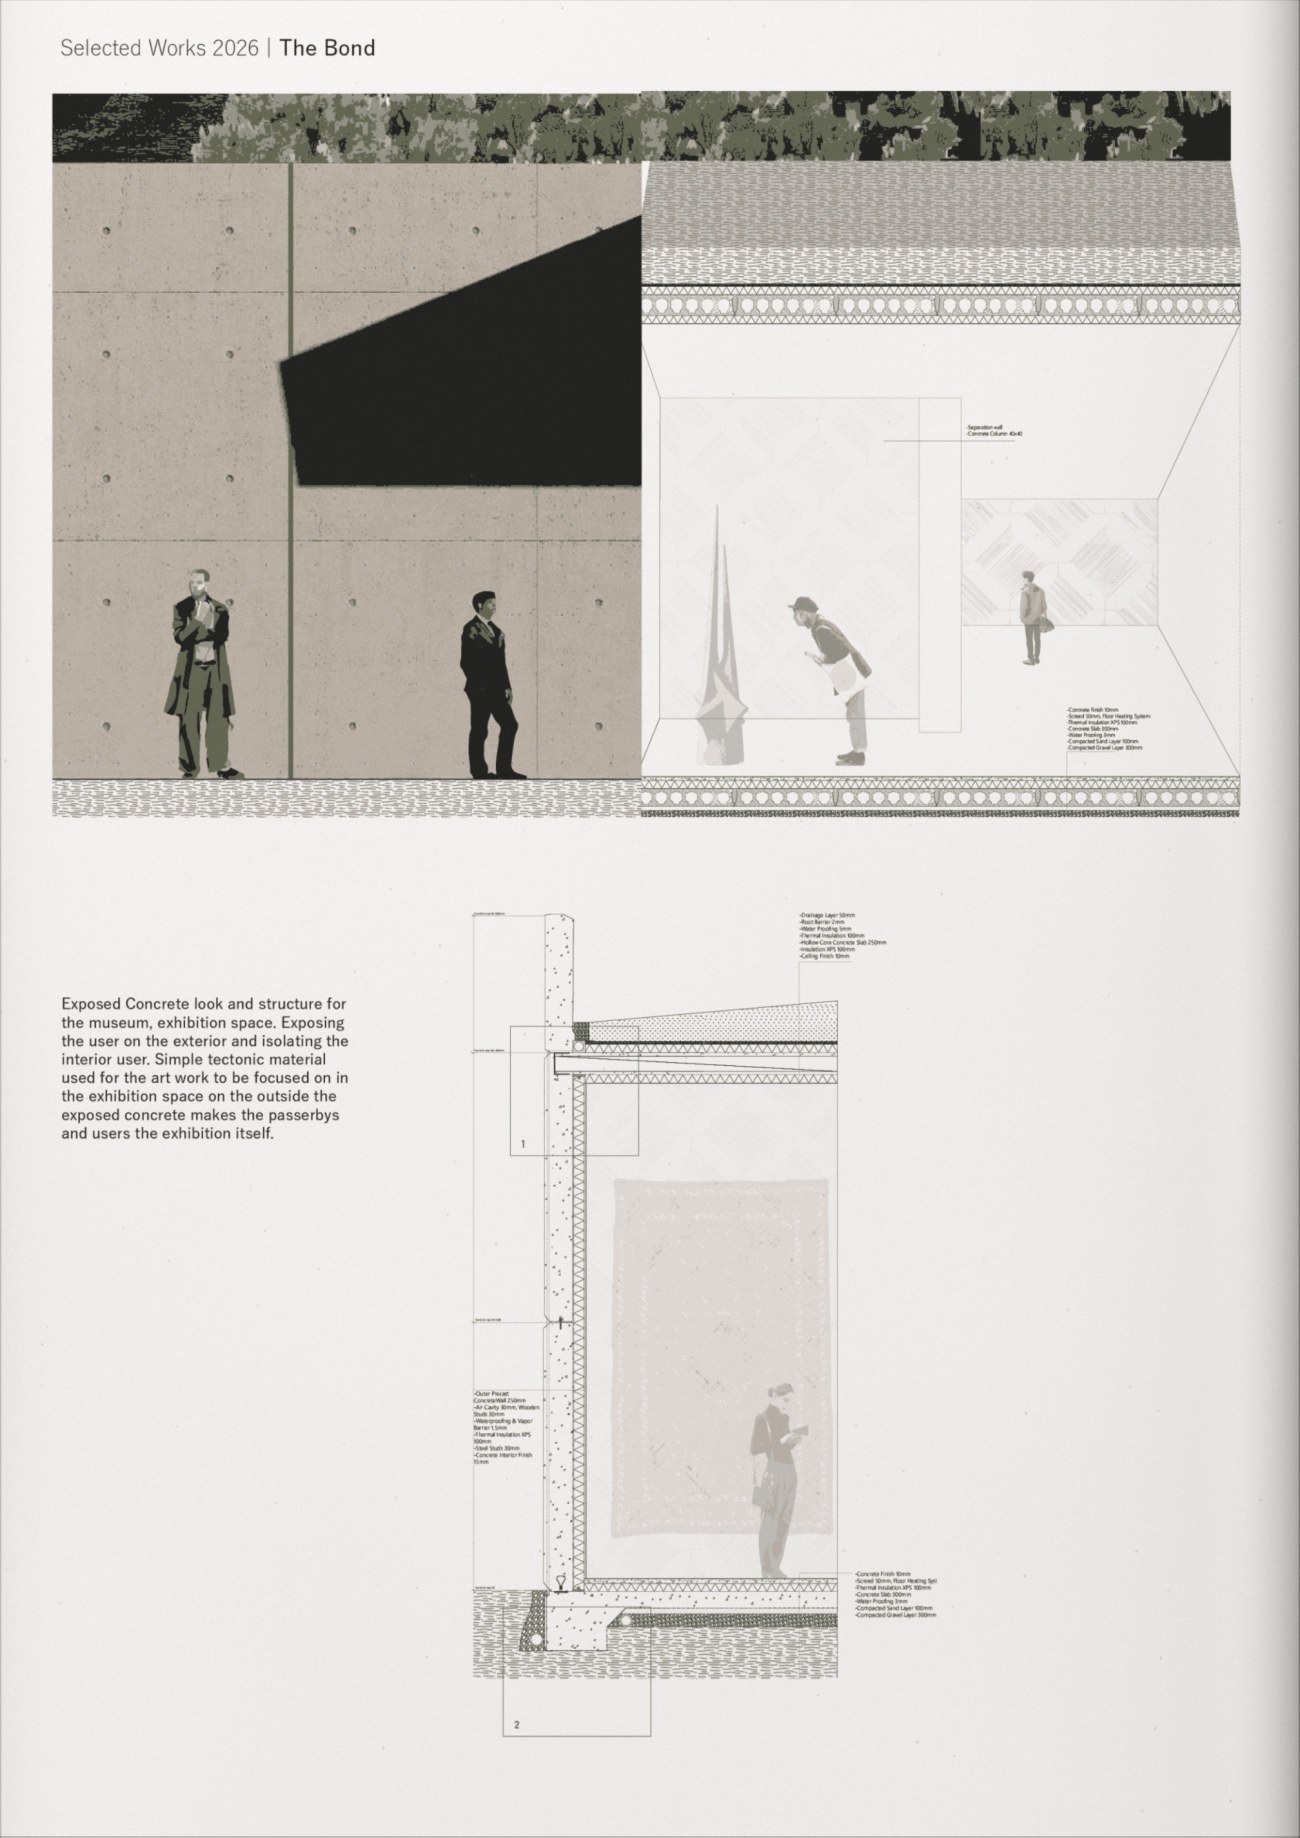 Selected Works 2026 | The Bond
-Separation wall
-Concrete Column 40x40
-Concrete Finish 10mm
-Screed 30mm, Floor Heating System
-Thermal Insulation XPS 100mm
-Concrete Slab 300mm
-Water Proofing 3mm
-Compacted Sand Layer 100mm
-Compacted Gravel Layer 300mm
-Drainage Layer 50mm
-Root Barrier 2mm
-Water Proofing 5mm
-Thermal Insulation 100mm
-Hollow Core Concrete Slab 250mm
-Insulation XPS 100mm
-Ceiling Finish 10mm
Exposed Concrete look and structure for
the museum, exhibition space. Exposing
the user on the exterior and isolating the
interior user. Simple tectonic material
used for the art work to be focused on in
the exhibition space on the outside the
exposed concrete makes the passerbys
and users the exhibition itself.
1
-Outer Precast
ConcreteWall 250mm
-Air Cavity 30mm, Wooden
Studs 30mm
-Waterproofing & Vapor
Barrier 1.5mm
-Thermal Insulation XPS
100mm
-Steel Studs 30mm
-Concrete Interior Finish
15mm
-Concrete Finish 10mm
-Screed 30mm, Floor Heating Syst
-Thermal Insulation XPS 100mm
-Concrete Slab 300mm
-Water Proofing 3mm
-Compacted Sand Layer 100mm
-Compacted Gravel Layer 300mm
2